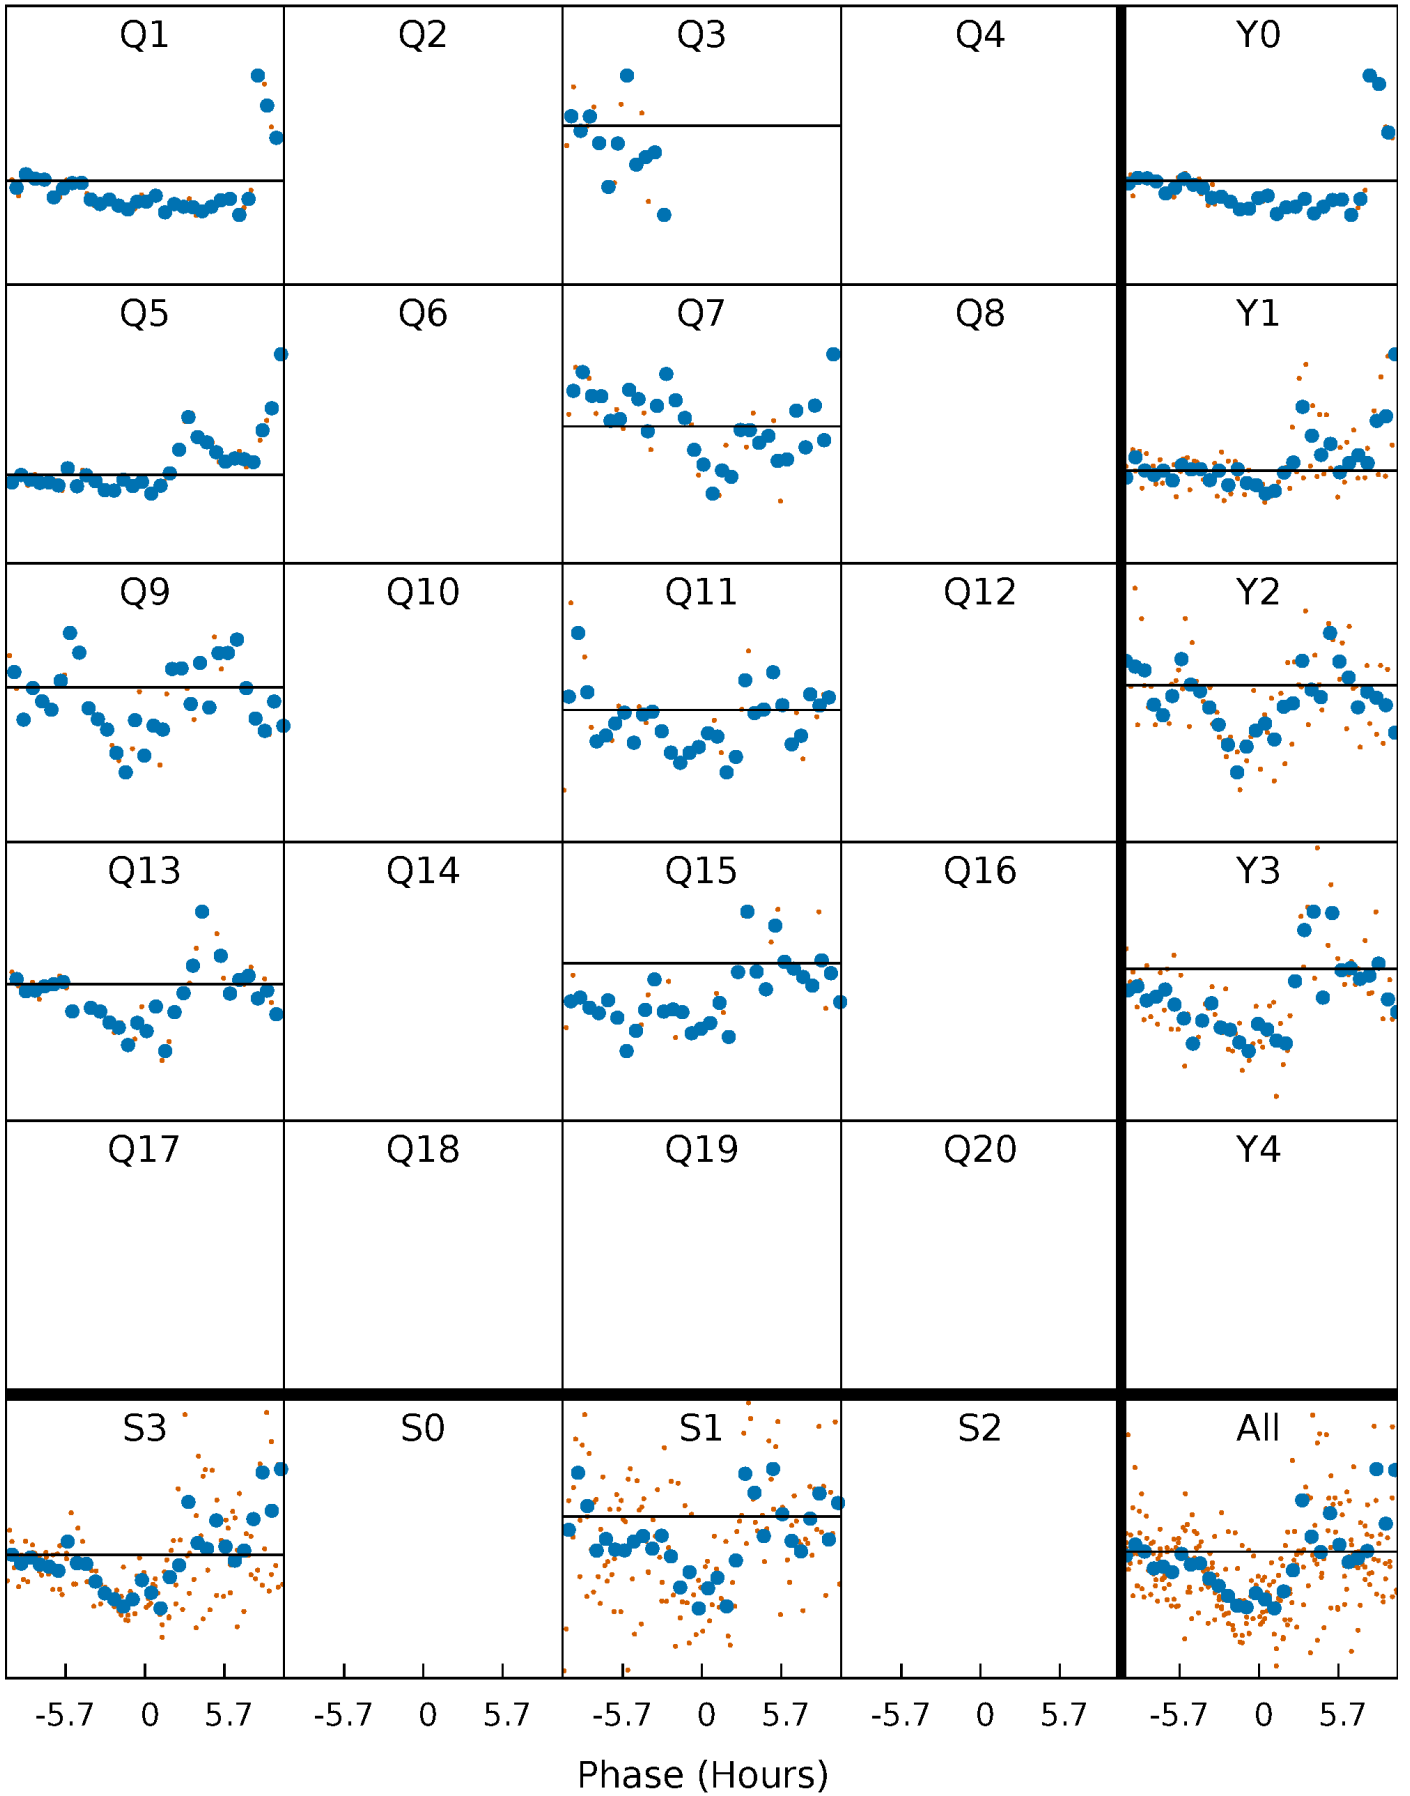 Q1 Q2 Q3 Q4 Y0
Q5 Q6 Q7 Q8 Y1
Q9 Q10 Q11 Q12 Y2
Q13 Q14 Q15 Q16 Y3
Q17 Q18 Q19 Q20 Y4
S3 S0 S1 S2 All
-5.7 0 5.7 -5.7 0 5.7 -5.7 0 5.7 -5.7 0 5.7 -5.7 0 5.7
Phase (Hours)